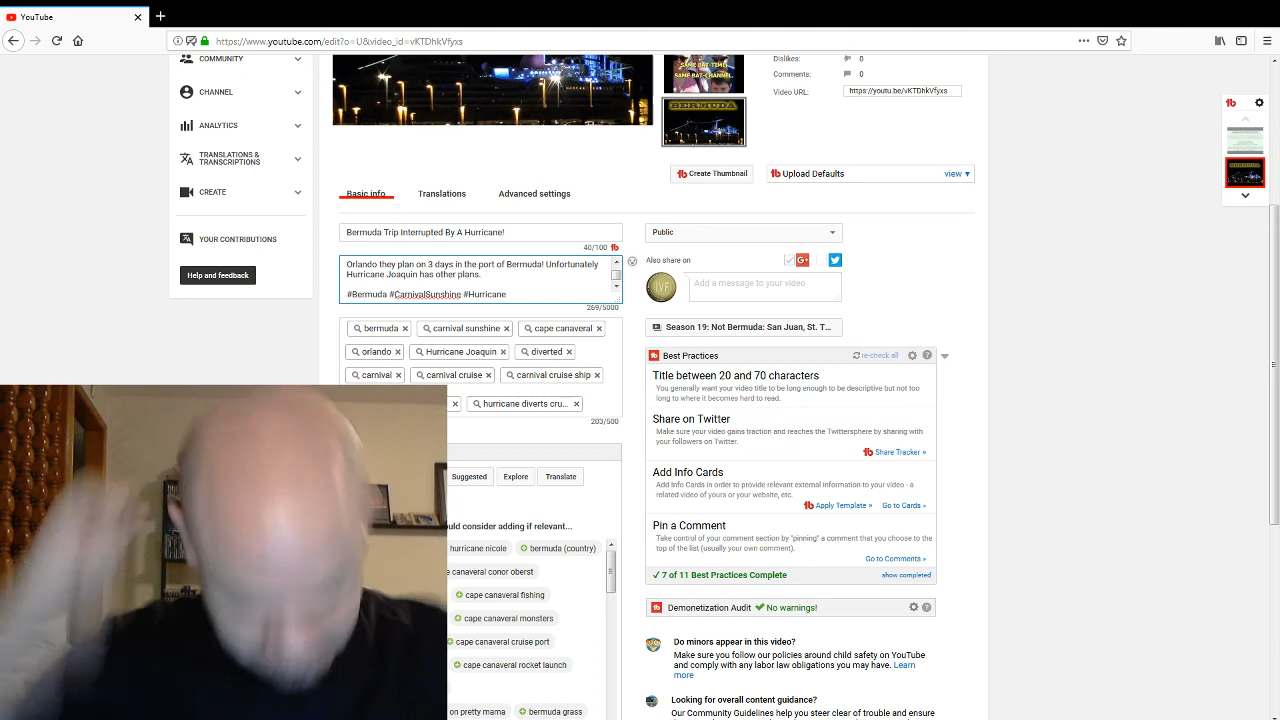 YouTube
https://www.youtube.com/edit?o=U&video_id=vKTDhkVfyxs
COMMUNITY
CHANNEL
ANALYTICS
TRANSLATIONS &
TRANSCRIPTIONS
CREATE
YOUR CONTRIBUTIONS
Help and feedback
SAME BAT-TIME!
SAME BAT-CHANNEL.
BERMUDA
Dislikes: 0
Comments: 0
Video URL: https://youtu.be/vKTDhkVfyxs
Create Thumbnail
Upload Defaults
view ▼
Basic info
Translations
Advanced settings
Bermuda Trip Interrupted By A Hurricane!
40/100
Orlando they plan on 3 days in the port of Bermuda! Unfortunately
Hurricane Joaquin has other plans.
#Bermuda #CarnivalSunshine #Hurricane
269/5000
bermuda
carnival sunshine
cape canaveral
orlando
Hurricane Joaquin
diverted
carnival
carnival cruise
carnival cruise ship
hurricane diverts cru...
203/500
Suggested
Explore
Translate
ould consider adding if relevant...
hurricane nicole
bermuda (country)
cape canaveral conor oberst
cape canaveral fishing
cape canaveral monsters
cape canaveral cruise port
cape canaveral rocket launch
on pretty mama
bermuda grass
Public
Also share on
IVF
Add a message to your video
Season 19: Not Bermuda: San Juan, St. T...
Best Practices
re-check all
Title between 20 and 70 characters
You generally want your video title to be long enough to be descriptive but not too
long to where it becomes hard to read.
Share on Twitter
Make sure your video gains traction and reaches the Twittersphere by sharing with
your followers on Twitter.
Share Tracker »
Add Info Cards
Add Info Cards in order to provide relevant external information to your video - a
related video of yours or your website, etc.
Apply Template »
Go to Cards »
Pin a Comment
Take control of your comment section by "pinning" a comment that you choose to the
top of the list (usually your own comment).
Go to Comments »
✓ 7 of 11 Best Practices Complete
show completed
Demonetization Audit ✓ No warnings!
Do minors appear in this video?
Make sure you follow our policies around child safety on YouTube
and comply with any labor law obligations you may have. Learn
more
Looking for overall content guidance?
Our Community Guidelines help you steer clear of trouble and ensure